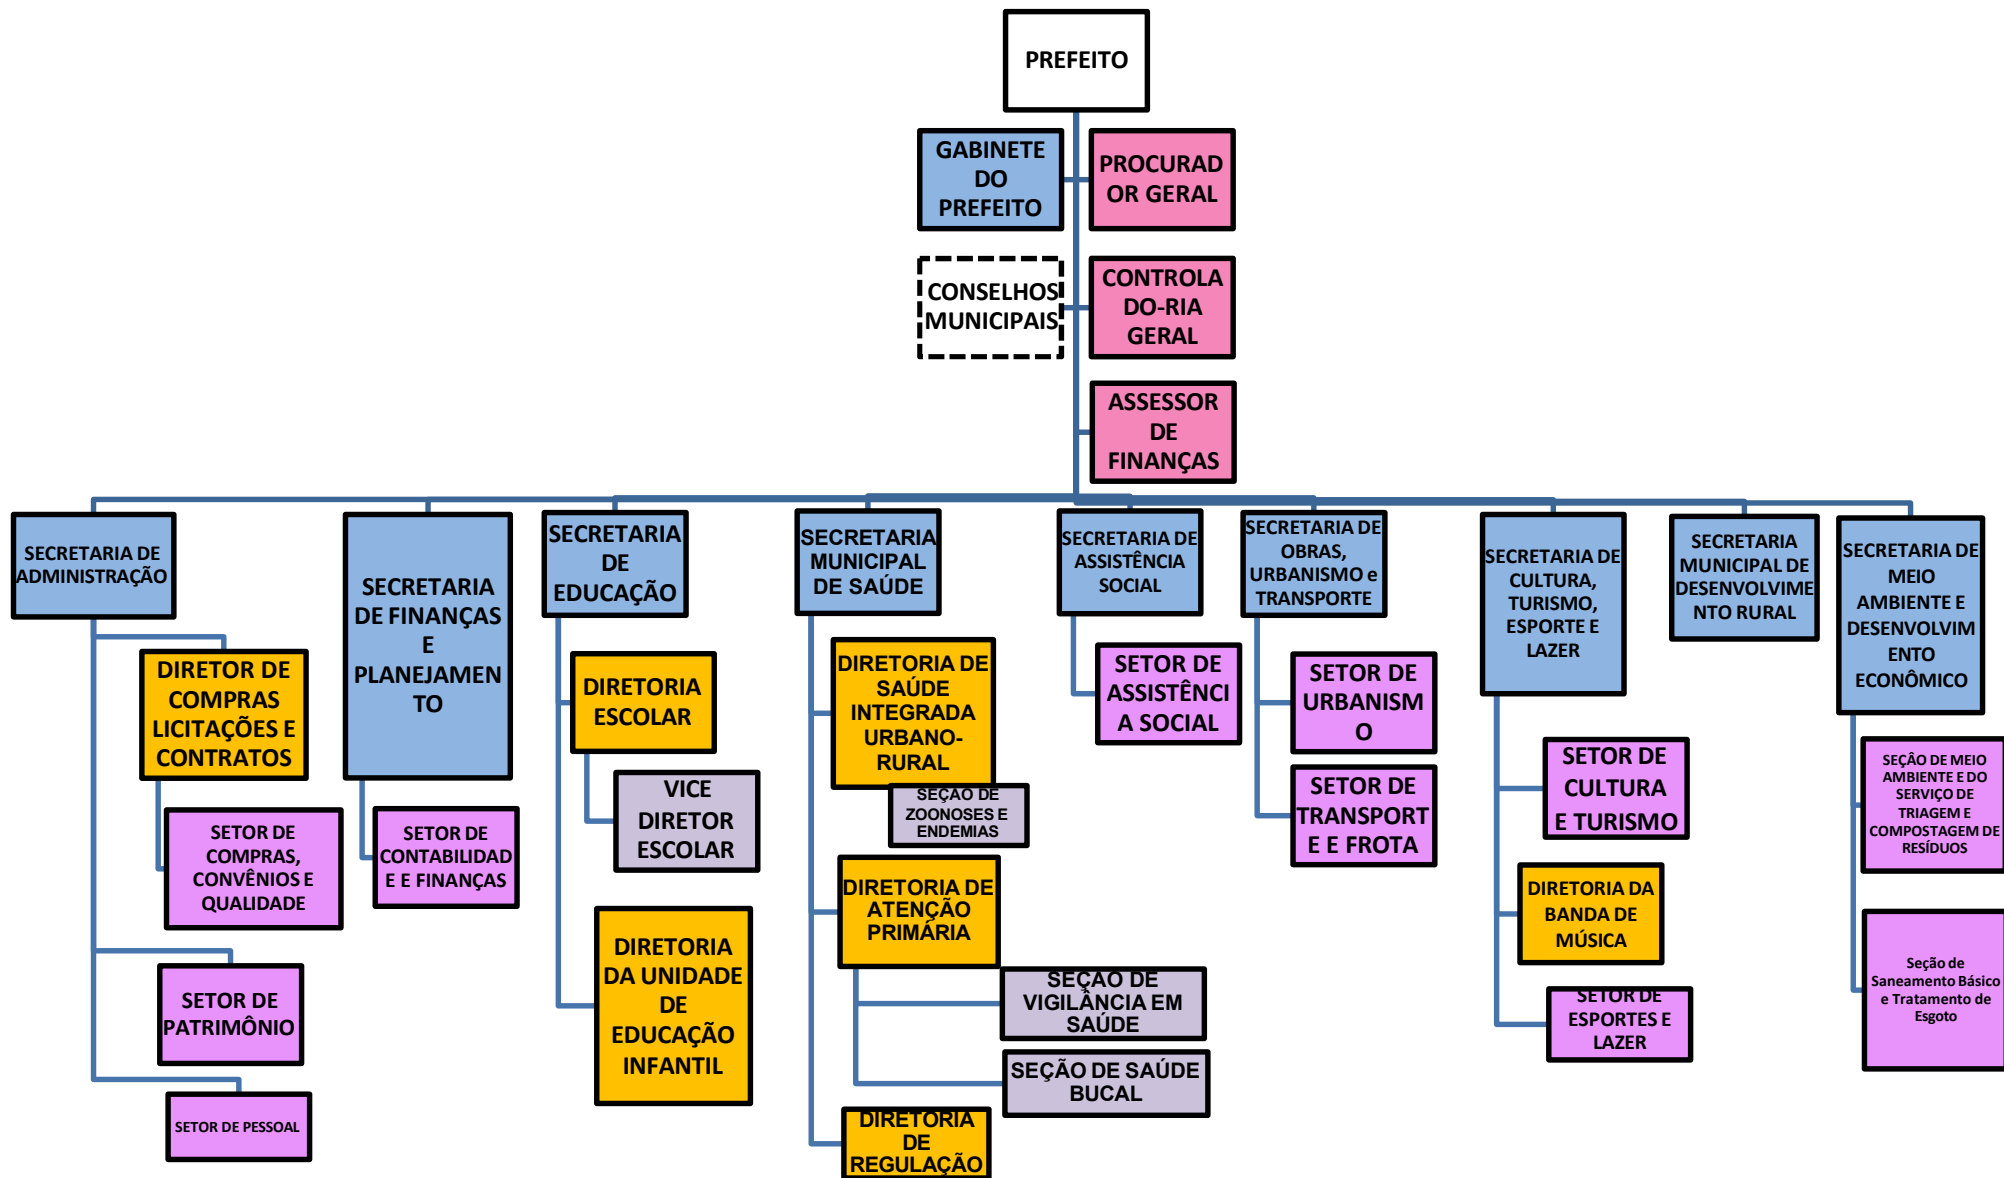 PREFEITO
GABINETE
DO
PREFEITO
PROCURAD
OR GERAL
CONSELHOS
MUNICIPAIS
CONTROLA
DO-RIA
GERAL
ASSESSOR
DE
FINANÇAS
SECRETARIA DE
ADMINISTRAÇÃO
DIRETOR DE
COMPRAS
LICITAÇÕES E
CONTRATOS
SETOR DE
COMPRAS,
CONVÊNIOS E
QUALIDADE
SETOR DE
PATRIMÔNIO
SETOR DE PESSOAL
SECRETARIA
DE FINANÇAS
E
PLANEJAMEN
TO
SETOR DE
CONTABILIDAD
E E FINANÇAS
SECRETARIA
DE
EDUCAÇÃO
DIRETORIA
ESCOLAR
VICE
DIRETOR
ESCOLAR
DIRETORIA
DA UNIDADE
DE
EDUCAÇÃO
INFANTIL
SECRETARIA
MUNICIPAL
DE SAÚDE
DIRETORIA DE
SAÚDE
INTEGRADA
URBANO-
RURAL
SEÇÃO DE
ZOONOSES E
ENDEMIAS
DIRETORIA DE
ATENÇÃO
PRIMÁRIA
SEÇÃO DE
VIGILÂNCIA EM
SAÚDE
SEÇÃO DE SAÚDE
BUCAL
DIRETORIA
DE
REGULAÇÃO
SECRETARIA DE
ASSISTÊNCIA
SOCIAL
SETOR DE
ASSISTÊNCI
A SOCIAL
SECRETARIA DE
OBRAS,
URBANISMO e
TRANSPORTE
SETOR DE
URBANISM
O
SETOR DE
TRANSPORT
E E FROTA
SECRETARIA DE
CULTURA,
TURISMO,
ESPORTE E
LAZER
SETOR DE
CULTURA
E TURISMO
DIRETORIA DA
BANDA DE
MÚSICA
SETOR DE
ESPORTES E
LAZER
SECRETARIA
MUNICIPAL DE
DESENVOLVIME
NTO RURAL
SECRETARIA DE
MEIO
AMBIENTE E
DESENVOLVIM
ENTO
ECONÔMICO
SEÇÂO DE MEIO
AMBIENTE E DO
SERVIÇO DE
TRIAGEM E
COMPOSTAGEM DE
RESÍDUOS
Seção de
Saneamento Básico
e Tratamento de
Esgoto